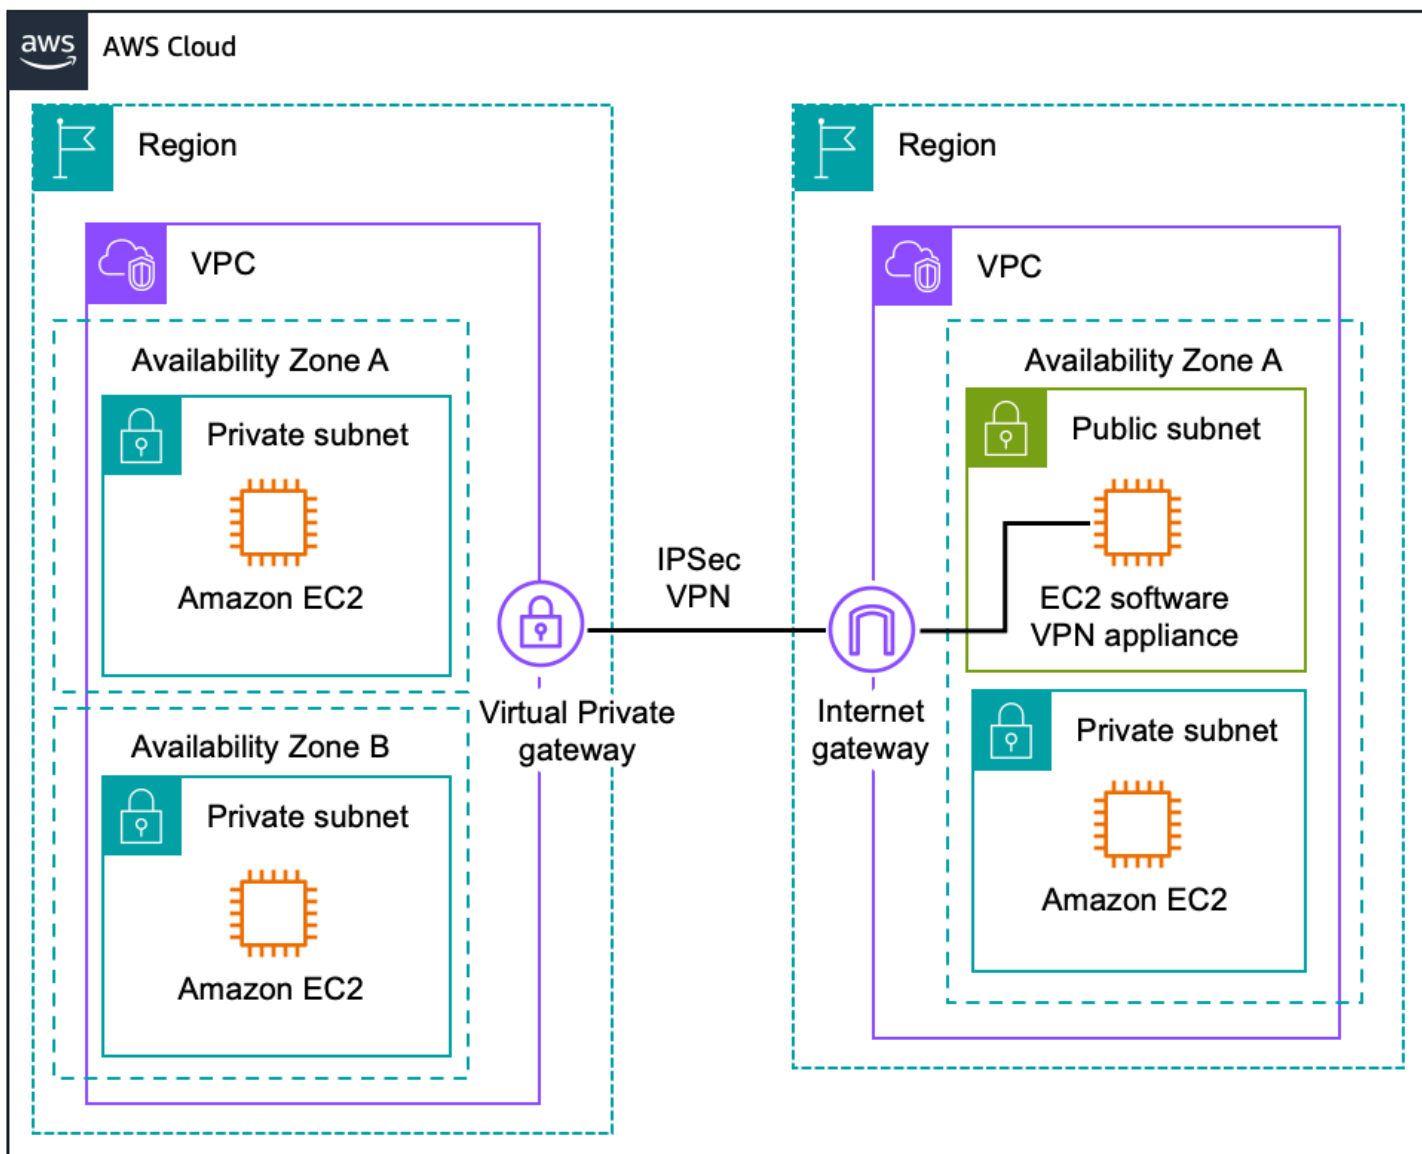 aws
AWS Cloud
Region
VPC
Availability Zone A
Private subnet
Amazon EC2
Availability Zone B
Private subnet
Amazon EC2
Virtual Private
gateway
IPSec
VPN
Region
VPC
Internet
gateway
Availability Zone A
Public subnet
EC2 software
VPN appliance
Private subnet
Amazon EC2